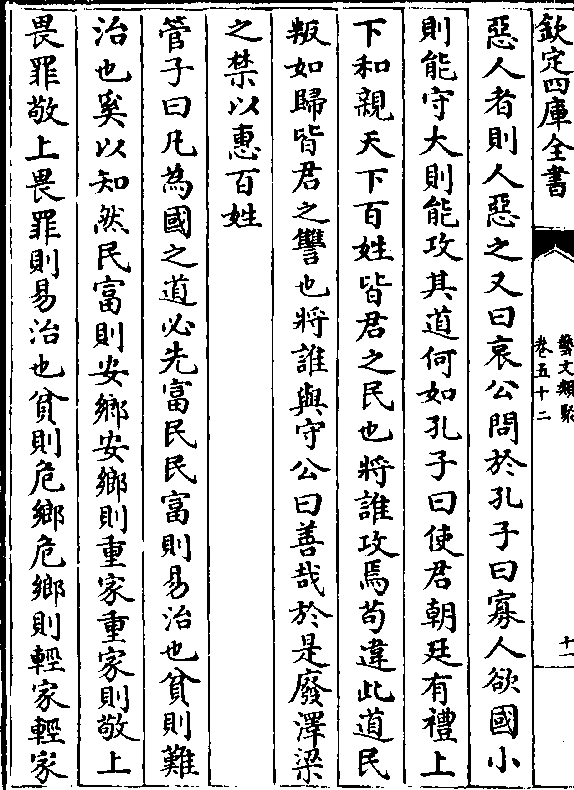 欽定四庫全書
藝文類聚
卷五十二
十一
惡人者則人惡之又曰哀公問於孔子曰寡人欲國小
則能守大則能攻其道何如孔子曰使君朝廷有禮上
下和親天下百姓皆君之民也將誰攻焉苟違此道民
叛如歸皆君之讐也將誰與守公曰善哉於是廢澤梁
之禁以惠百姓
管子曰凡為國之道必先富民民富則易治也貧則難
治也奚以知然民富則安鄉安鄉則重家重家則敬上
畏罪敬上畏罪則易治也貧則危鄉危鄉則輕家輕家